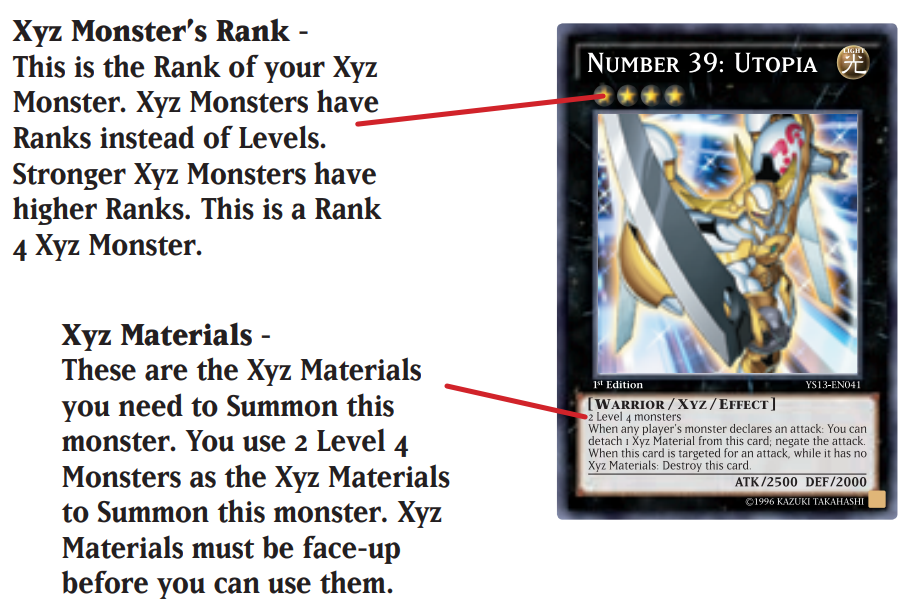 Xyz Monster's Rank -
This is the Rank of your Xyz
Monster. Xyz Monsters have
Ranks instead of Levels.
Stronger Xyz Monsters have
higher Ranks. This is a Rank
4 Xyz Monster.
Xyz Materials -
These are the Xyz Materials
you need to Summon this
monster. You use 2 Level 4
Monsters as the Xyz Materials
to Summon this monster. Xyz
Materials must be face-up
before you can use them.
Number 39: Utopia
LIGHT
光
39
1st Edition
YS13-EN041
[Warrior / Xyz / Effect]
2 Level 4 monsters
When any player's monster declares an attack: You can
detach 1 Xyz Material from this card; negate the attack.
When this card is targeted for an attack, while it has no
Xyz Materials: Destroy this card.
ATK/2500 DEF/2000
©1996 KAZUKI TAKAHASHI